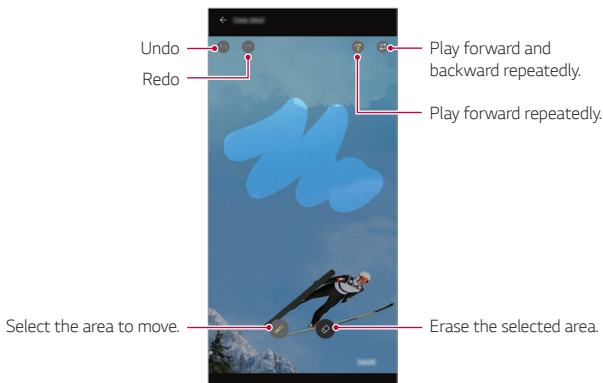 Undo
Redo
Play forward and
backward repeatedly.
Play forward repeatedly.
Select the area to move.
Erase the selected area.